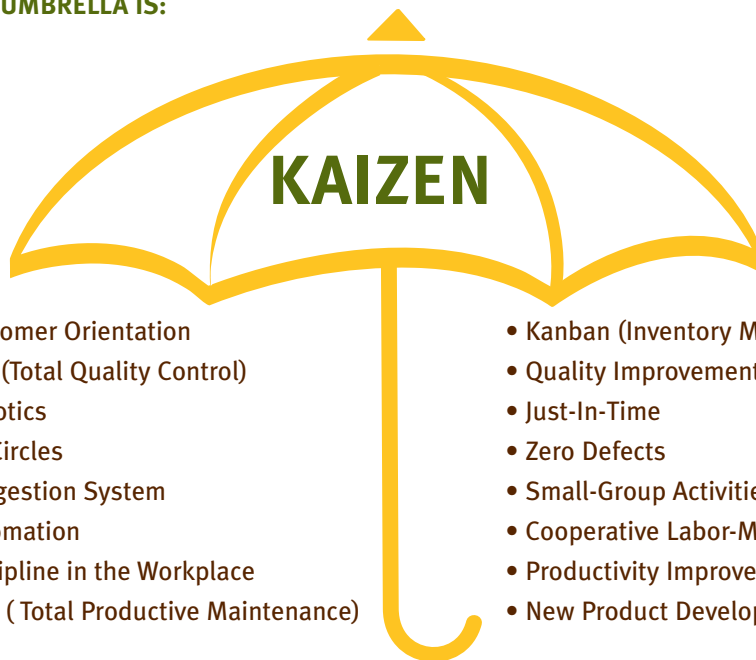 UMBRELLA IS:
KAIZEN
omer Orientation
(Total Quality Control)
otics
Circles
gestion System
omation
ipline in the Workplace
( Total Productive Maintenance)
• Kanban (Inventory M
• Quality Improvement
• Just-In-Time
• Zero Defects
• Small-Group Activitie
• Cooperative Labor-M
• Productivity Improve
• New Product Develop